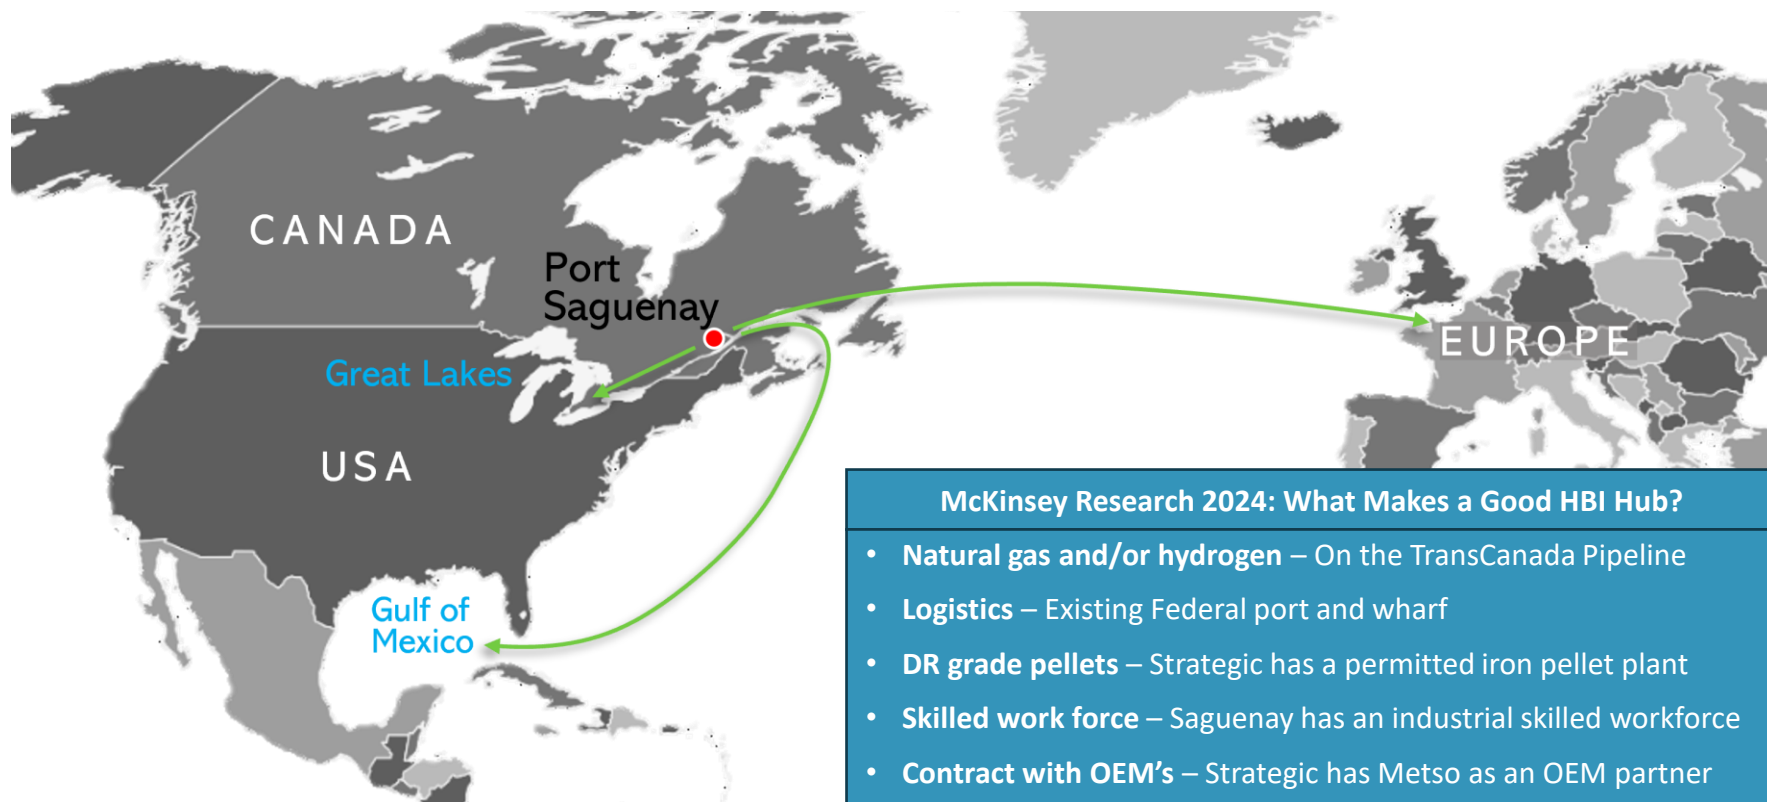 CANADA
Port
Saguenay
Great Lakes
USA
Gulf of
Mexico
EUROPE
McKinsey Research 2024: What Makes a Good HBI Hub?
• Natural gas and/or hydrogen – On the TransCanada Pipeline
• Logistics – Existing Federal port and wharf
• DR grade pellets – Strategic has a permitted iron pellet plant
• Skilled work force – Saguenay has an industrial skilled workforce
• Contract with OEM's – Strategic has Metso as an OEM partner